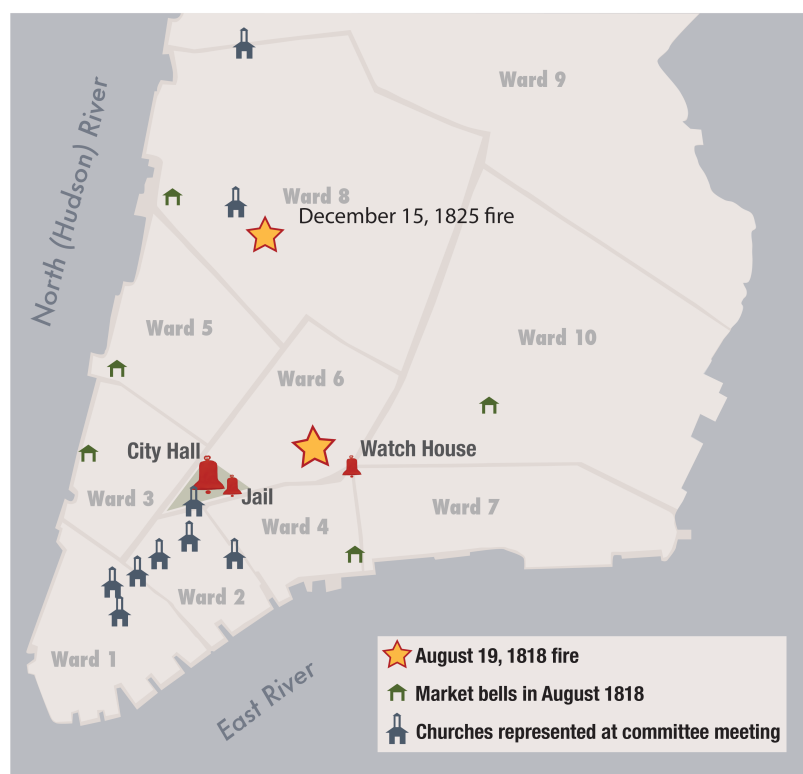 Ward 9
North (Hudson) River
Ward 8
December 15, 1825 fire
Ward 5
Ward 10
Ward 6
City Hall
Watch House
Ward 3
Jail
Ward 4
Ward 7
Ward 2
Ward 1
East River
August 19, 1818 fire
Market bells in August 1818
Churches represented at committee meeting